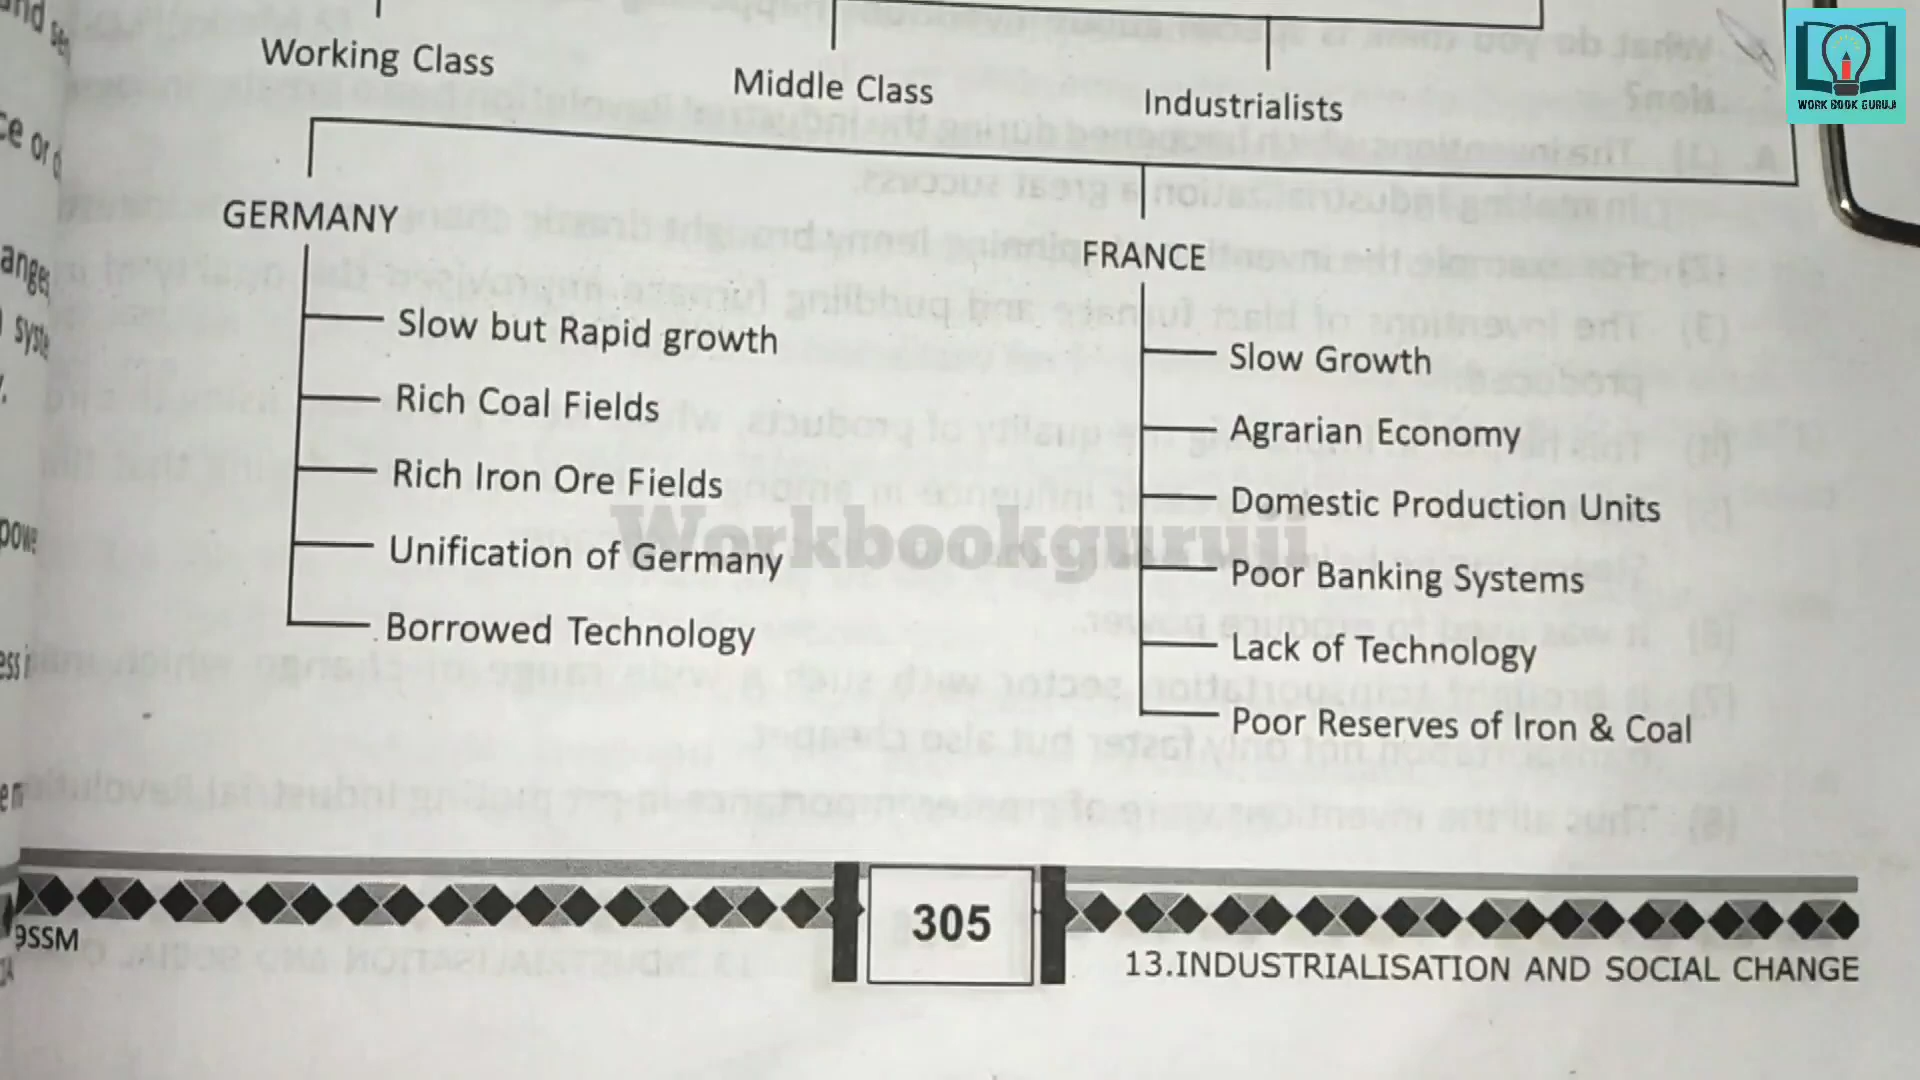 Working Class
Middle Class
Industrialists
WORK BOOK GURUJI
GERMANY
Slow but Rapid growth
Rich Coal Fields
Rich Iron Ore Fields
Unification of Germany
Borrowed Technology
FRANCE
Slow Growth
Agrarian Economy
Domestic Production Units
Poor Banking Systems
Lack of Technology
Poor Reserves of Iron & Coal
Workbookguruji
9SSM
305
13.INDUSTRIALISATION AND SOCIAL CHANGE